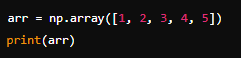 arr = np.array([1, 2, 3, 4, 5])
print(arr)